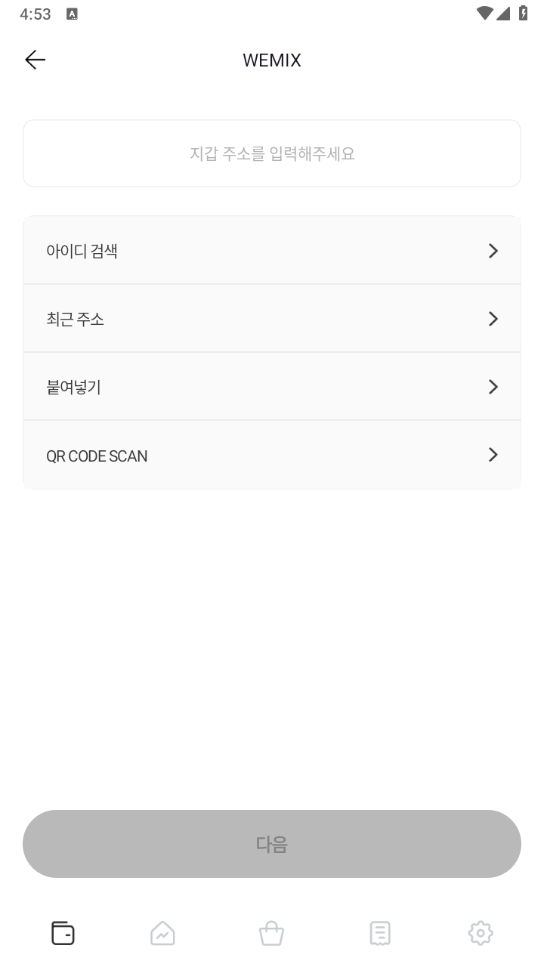 4:53
WEMIX
지갑 주소를 입력해주세요
아이디 검색
최근 주소
붙여넣기
QR CODE SCAN
다음